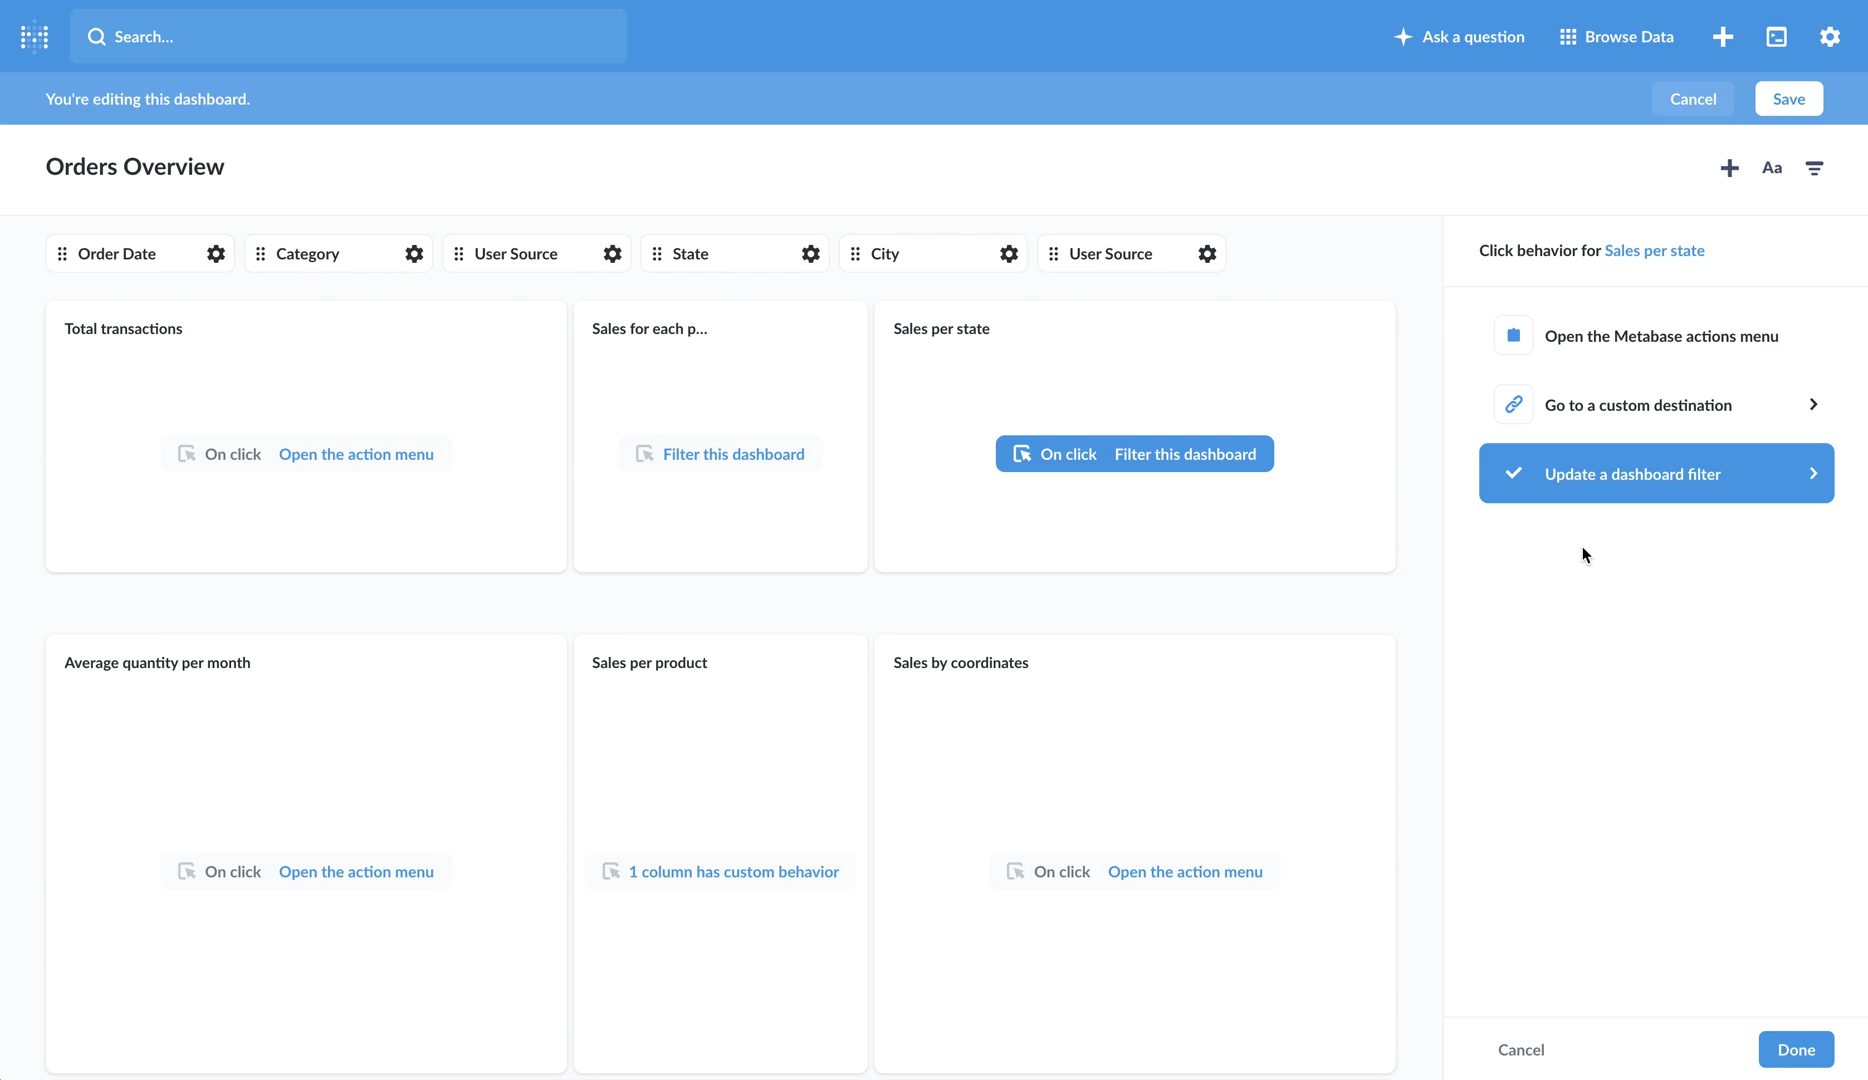 Search...
Ask a question
Browse Data
You're editing this dashboard.
Cancel
Save
Orders Overview
Aa
Order Date
Category
User Source
State
City
User Source
Click behavior for Sales per state
Total transactions
Sales for each p...
Sales per state
Open the Metabase actions menu
Go to a custom destination
On click Open the action menu
Filter this dashboard
On click Filter this dashboard
Update a dashboard filter
Average quantity per month
Sales per product
Sales by coordinates
On click Open the action menu
1 column has custom behavior
On click Open the action menu
Cancel
Done